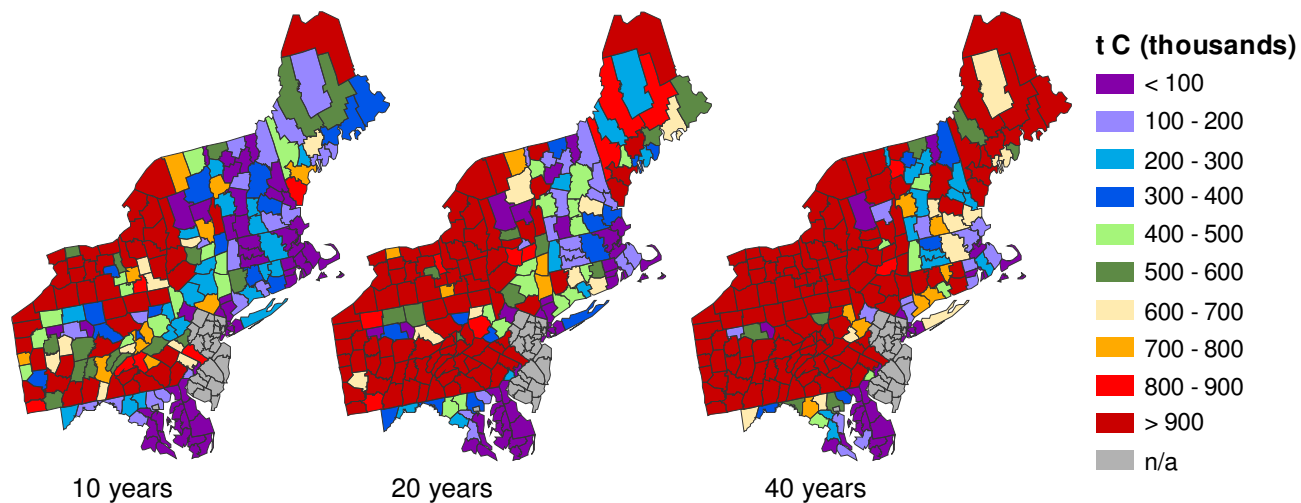 t C (thousands)
< 100
100 - 200
200 - 300
300 - 400
400 - 500
500 - 600
600 - 700
700 - 800
800 - 900
> 900
n/a
10 years
20 years
40 years